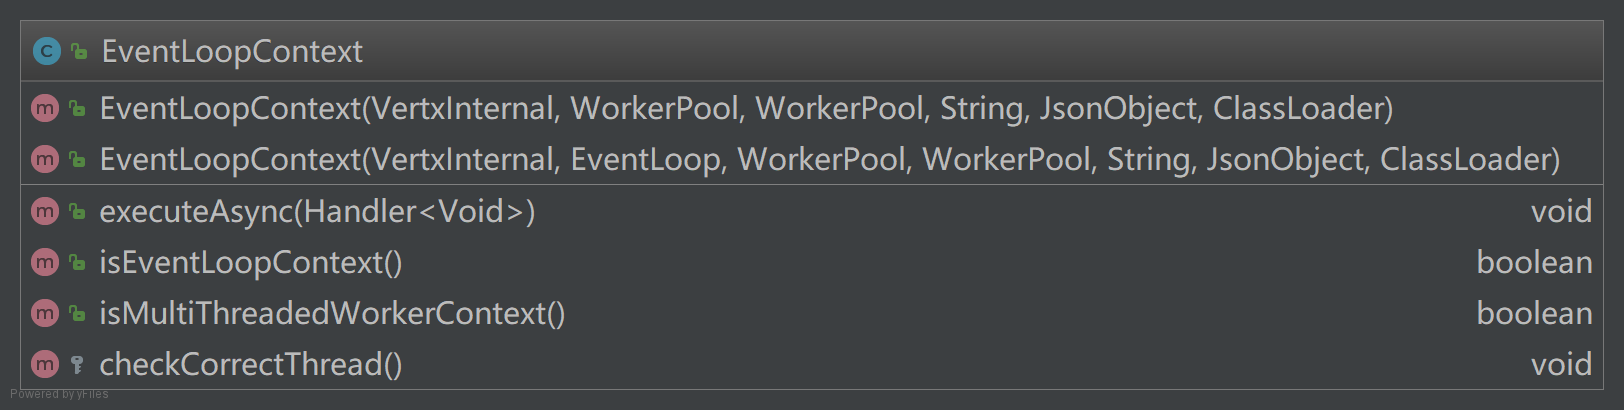 C EventLoopContext
m EventLoopContext(VertxInternal, WorkerPool, WorkerPool, String, JsonObject, ClassLoader)
m EventLoopContext(VertxInternal, EventLoop, WorkerPool, WorkerPool, String, JsonObject, ClassLoader)
m executeAsync(Handler<Void>) void
m isEventLoopContext() boolean
m isMultiThreadedWorkerContext() boolean
m checkCorrectThread() void
Powered by yFiles